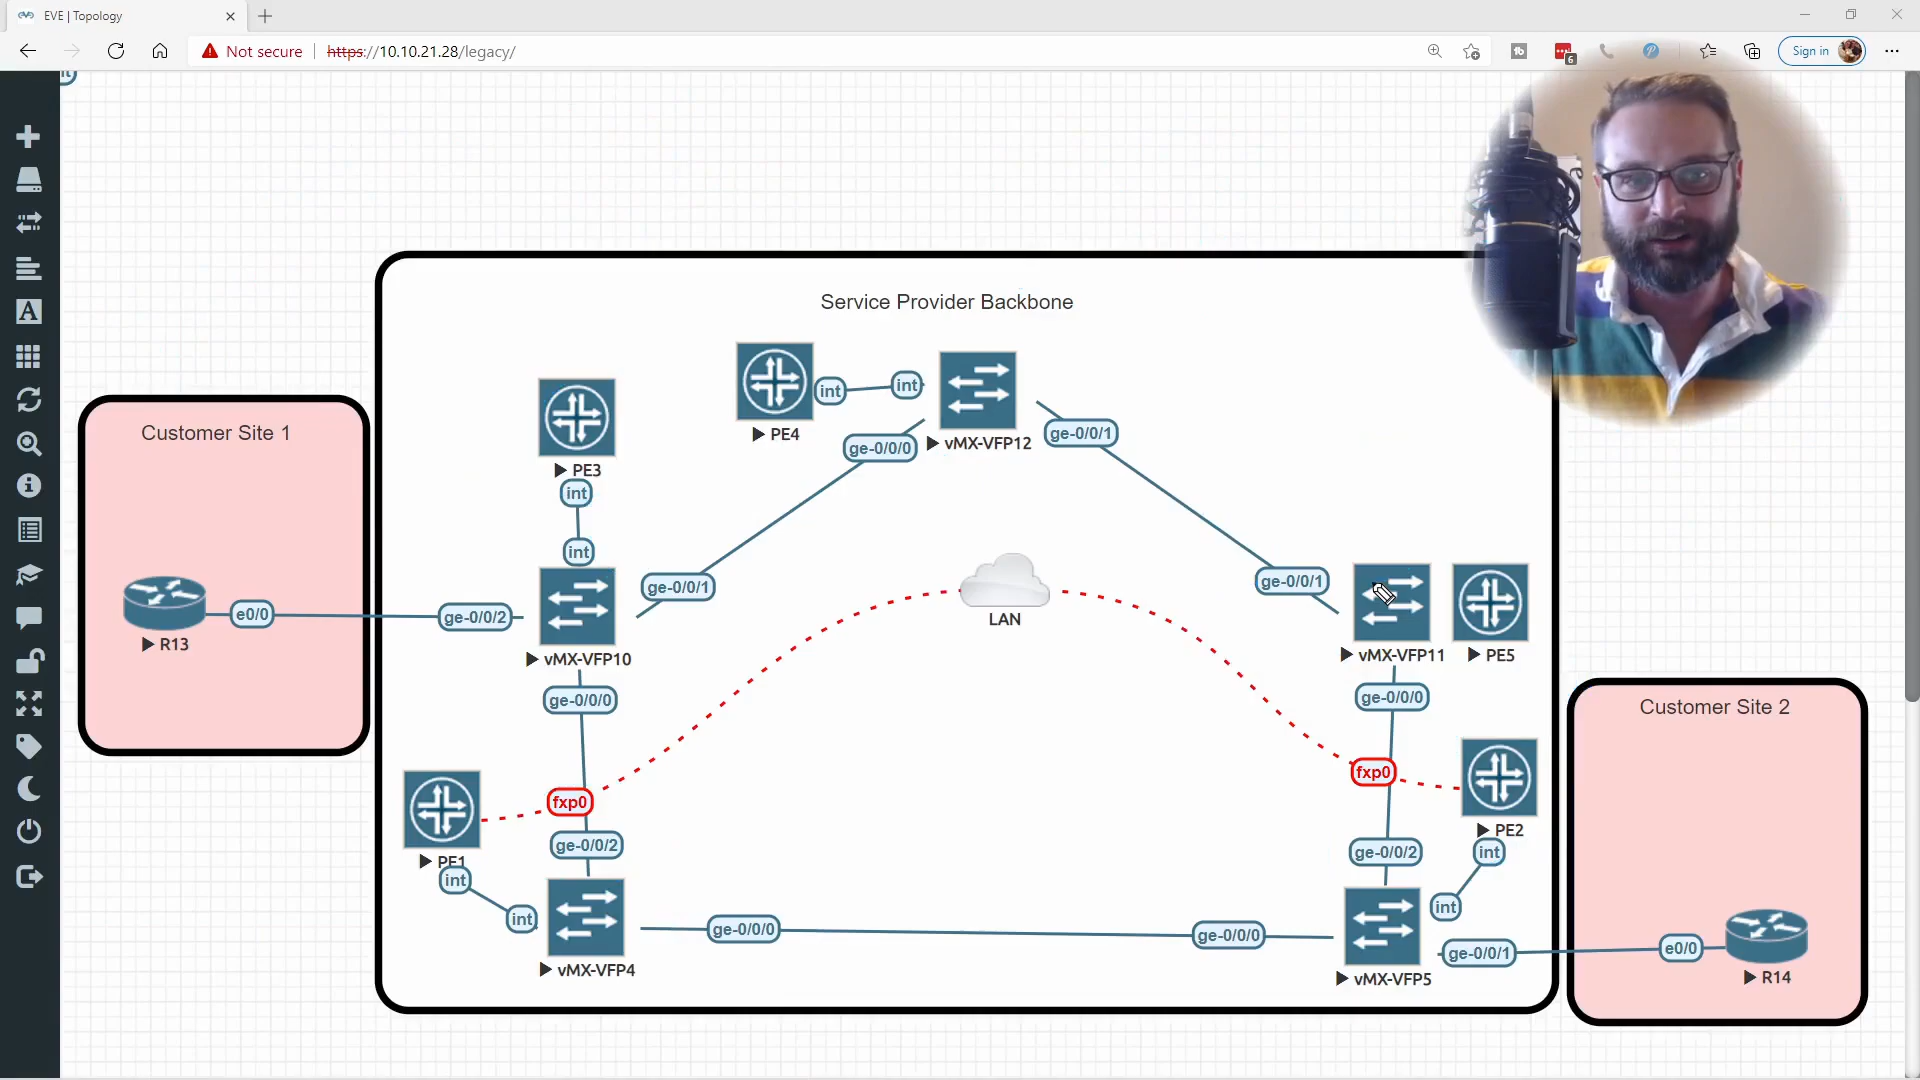 EVE | Topology
Not secure
https://10.10.21.28/legacy/
6
Sign in
Service Provider Backbone
PE4
int
int
vMX-VFP12
ge-0/0/0
ge-0/0/1
PE3
int
int
Customer Site 1
R13
e0/0
ge-0/0/2
vMX-VFP10
ge-0/0/1
ge-0/0/0
LAN
ge-0/0/1
vMX-VFP11
PE5
ge-0/0/0
Customer Site 2
fxp0
fxp0
PE1
int
int
ge-0/0/2
vMX-VFP4
ge-0/0/0
ge-0/0/0
PE2
int
int
ge-0/0/2
vMX-VFP5
ge-0/0/1
e0/0
R14